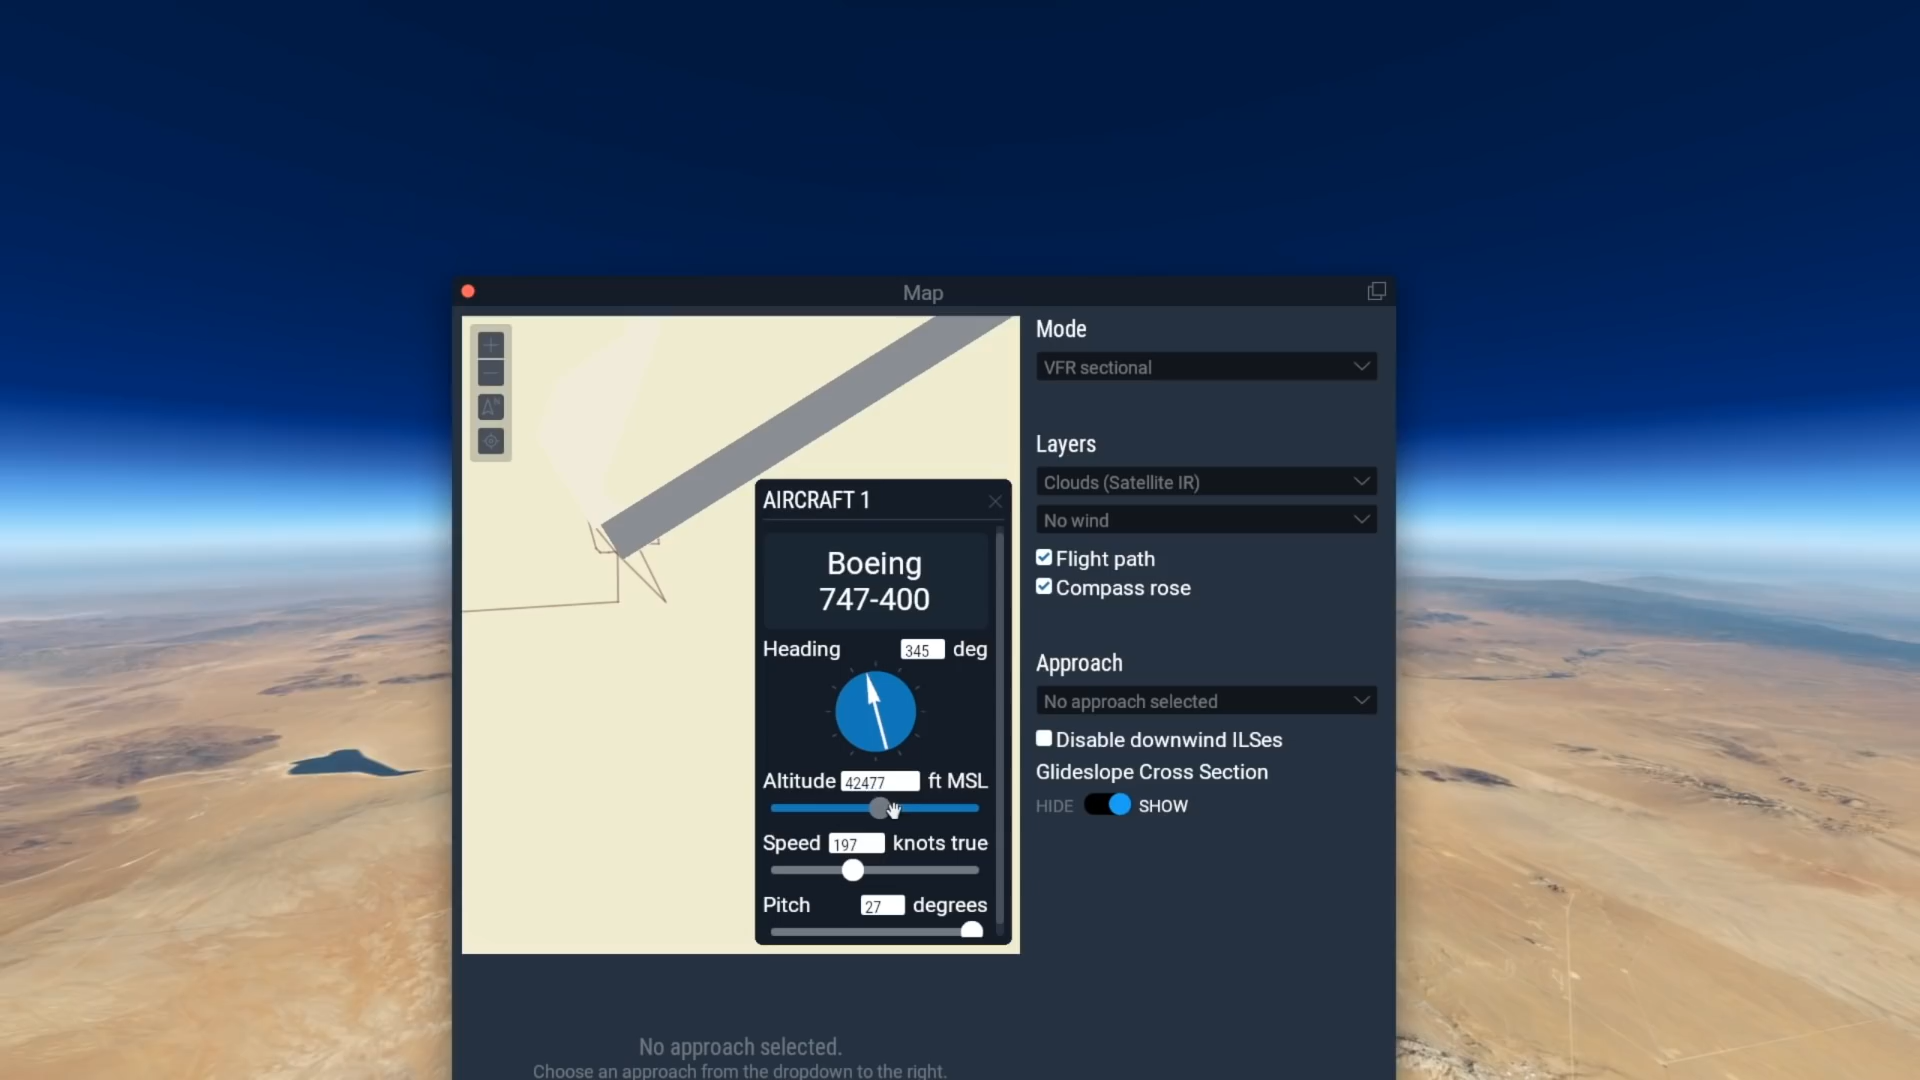 Map
Mode
VFR sectional
Layers
Clouds (Satellite IR)
No wind
Flight path
Compass rose
Approach
No approach selected
Disable downwind ILSes
Glideslope Cross Section
HIDE SHOW
AIRCRAFT 1
Boeing
747-400
Heading 345 deg
Altitude 42477 ft MSL
Speed 197 knots true
Pitch 27 degrees
No approach selected.
Choose an approach from the dropdown to the right.